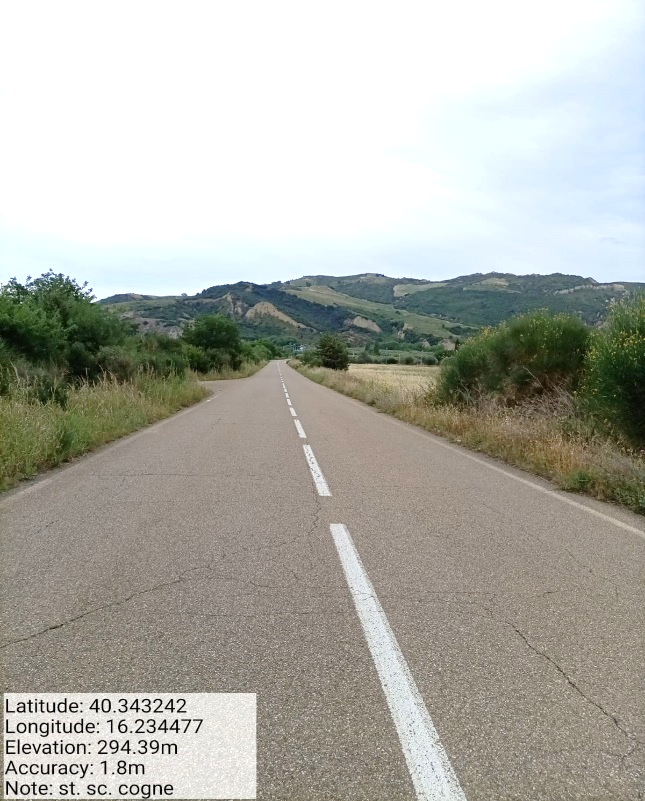 Latitude: 40.343242
Longitude: 16.234477
Elevation: 294.39m
Accuracy: 1.8m
Note: st. sc. cogne